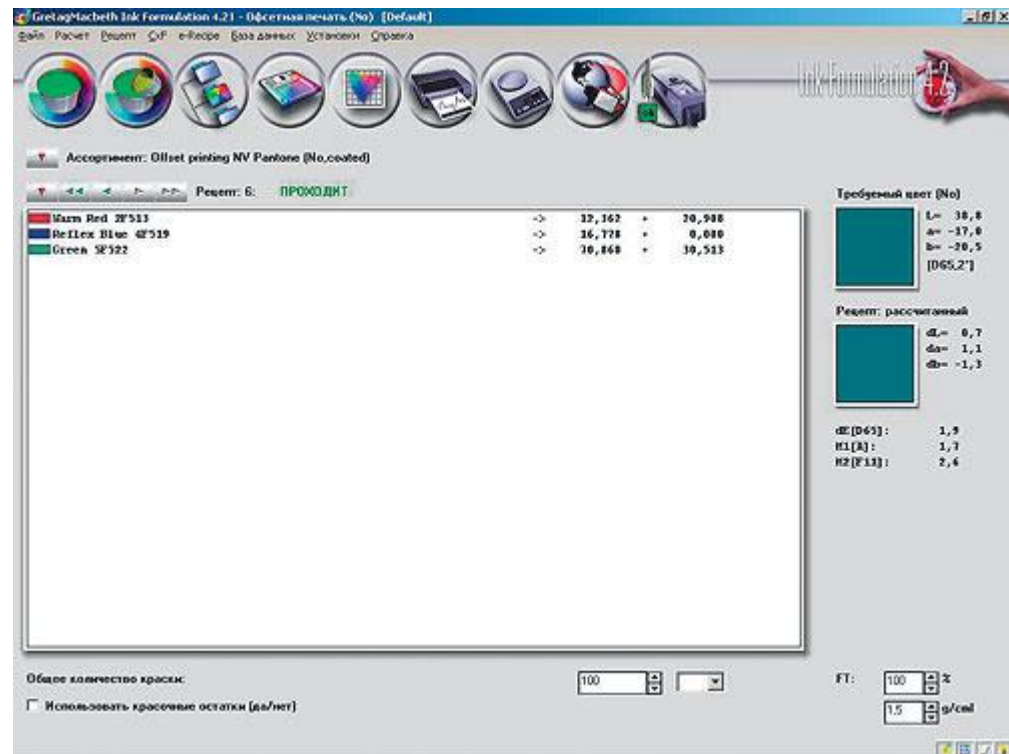 GretagMacbeth Ink Formulation 4.21 - Офсетная печать (No) [Default]
Файл Расчет Рецепт CxF e-Recipe База данных Установки Справка
Ink Formulation 4.2
Ассортимент: Offset printing NV Pantone (No,coated)
Рецепт: 6: ПРОХОДИТ
Warm Red 2F513 -> 32,362 + 20,908
Reflex Blue 4F519 -> 36,778 + 0,000
Green 5F522 -> 30,860 + 30,513
Требуемый цвет (No)
L= 38,8
a= -17,0
b= -20,5
[D65,2°]
Рецепт: рассчитанный
dL= 0,7
da= 1,1
db= -1,3
dE[D65]: 1,9
M1[A]: 1,7
M2[F11]: 2,6
Общее количество краски: 100
FT: 100 %
1.5 g/cml
Использовать красочные остатки (да/нет)